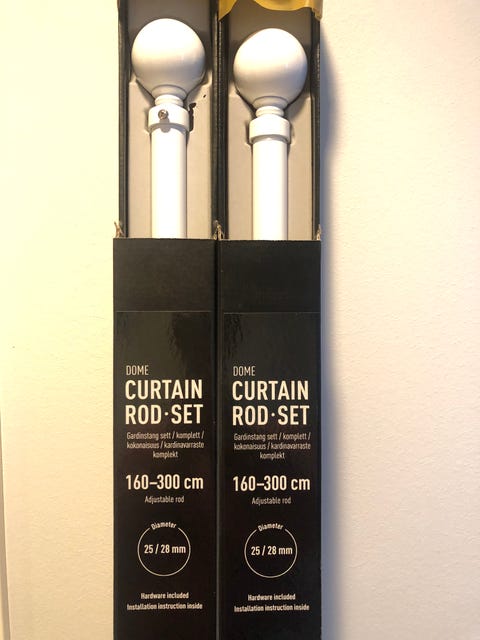 DOME
CURTAIN
ROD·SET
Gardinstang sett / komplett /
kokonaisuus / kardinavarraste
komplekt
160–300 cm
Adjustable rod
Diameter
25 / 28 mm
Hardware included
Installation instruction inside
DOME
CURTAIN
ROD·SET
Gardinstang sett / komplett /
kokonaisuus / kardinavarraste
komplekt
160–300 cm
Adjustable rod
Diameter
25 / 28 mm
Hardware included
Installation instruction inside